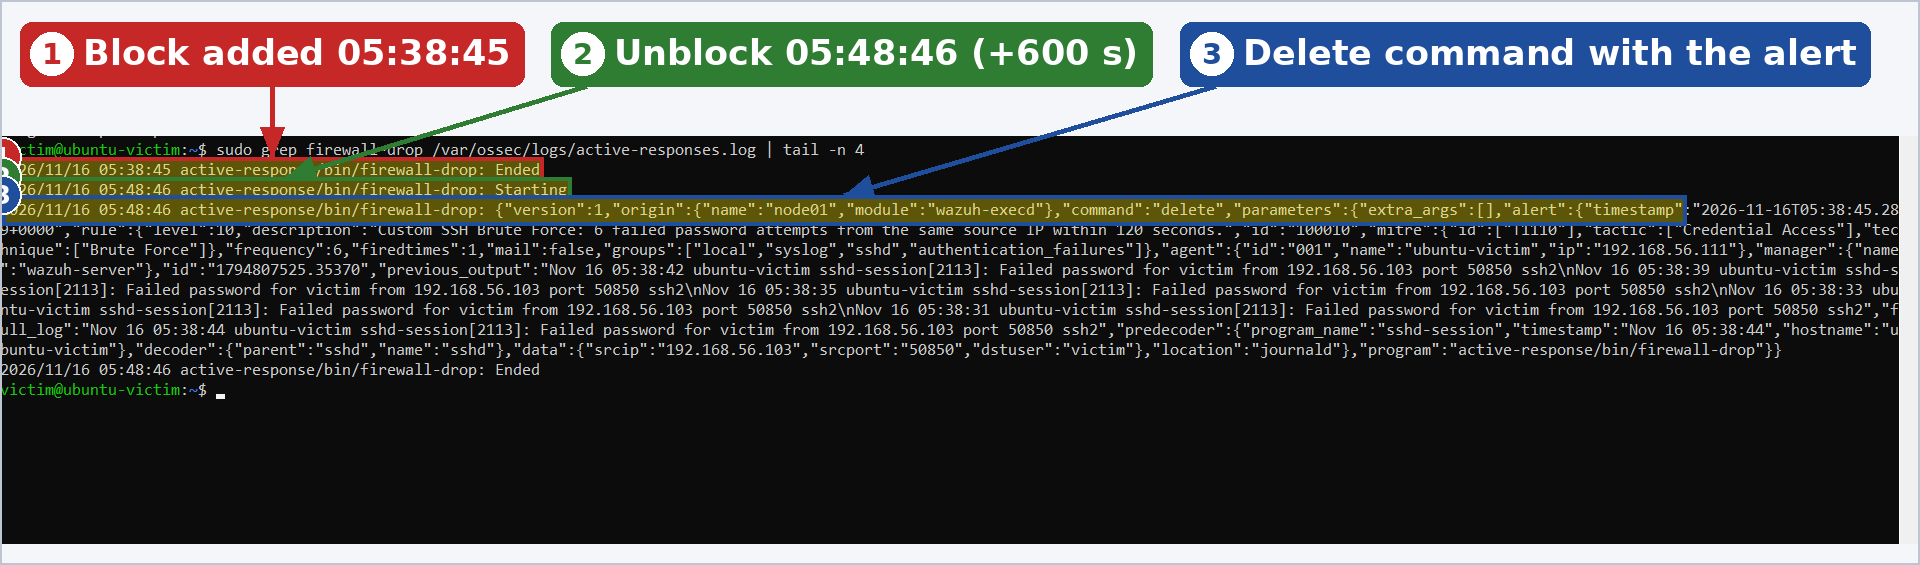 1 Block added 05:38:45
2 Unblock 05:48:46 (+600 s)
3 Delete command with the alert
victim@ubuntu-victim:~$ sudo grep firewall-drop /var/ossec/logs/active-responses.log | tail -n 4
26/11/16 05:38:45 active-response/bin/firewall-drop: Ended
26/11/16 05:48:46 active-response/bin/firewall-drop: Starting
026/11/16 05:48:46 active-response/bin/firewall-drop: {"version":1,"origin":{"name":"node01","module":"wazuh-execd"},"command":"delete","parameters":{"extra_args":[],"alert":{"timestamp":"2026-11-16T05:38:45.28
9+0000","rule":{"level":10,"description":"Custom SSH Brute Force: 6 failed password attempts from the same source IP within 120 seconds.","id":"100010","mitre":{"id":["T1110"],"tactic":["Credential Access"],"tec
hnique":["Brute Force"]},"frequency":6,"firedtimes":1,"mail":false,"groups":["local","syslog","sshd","authentication_failures"]},"agent":{"id":"001","name":"ubuntu-victim","ip":"192.168.56.111"},"manager":{"name
":"wazuh-server"},"id":"1794807525.35370","previous_output":"Nov 16 05:38:42 ubuntu-victim sshd-session[2113]: Failed password for victim from 192.168.56.103 port 50850 ssh2\nNov 16 05:38:39 ubuntu-victim sshd-s
ession[2113]: Failed password for victim from 192.168.56.103 port 50850 ssh2\nNov 16 05:38:35 ubuntu-victim sshd-session[2113]: Failed password for victim from 192.168.56.103 port 50850 ssh2\nNov 16 05:38:33 ubu
ntu-victim sshd-session[2113]: Failed password for victim from 192.168.56.103 port 50850 ssh2\nNov 16 05:38:31 ubuntu-victim sshd-session[2113]: Failed password for victim from 192.168.56.103 port 50850 ssh2","f
ull_log":"Nov 16 05:38:44 ubuntu-victim sshd-session[2113]: Failed password for victim from 192.168.56.103 port 50850 ssh2","predecoder":{"program_name":"sshd-session","timestamp":"Nov 16 05:38:44","hostname":"u
buntu-victim"},"decoder":{"parent":"sshd","name":"sshd"},"data":{"srcip":"192.168.56.103","srcport":"50850","dstuser":"victim"},"location":"journald"},"program":"active-response/bin/firewall-drop"}}
2026/11/16 05:48:46 active-response/bin/firewall-drop: Ended
victim@ubuntu-victim:~$